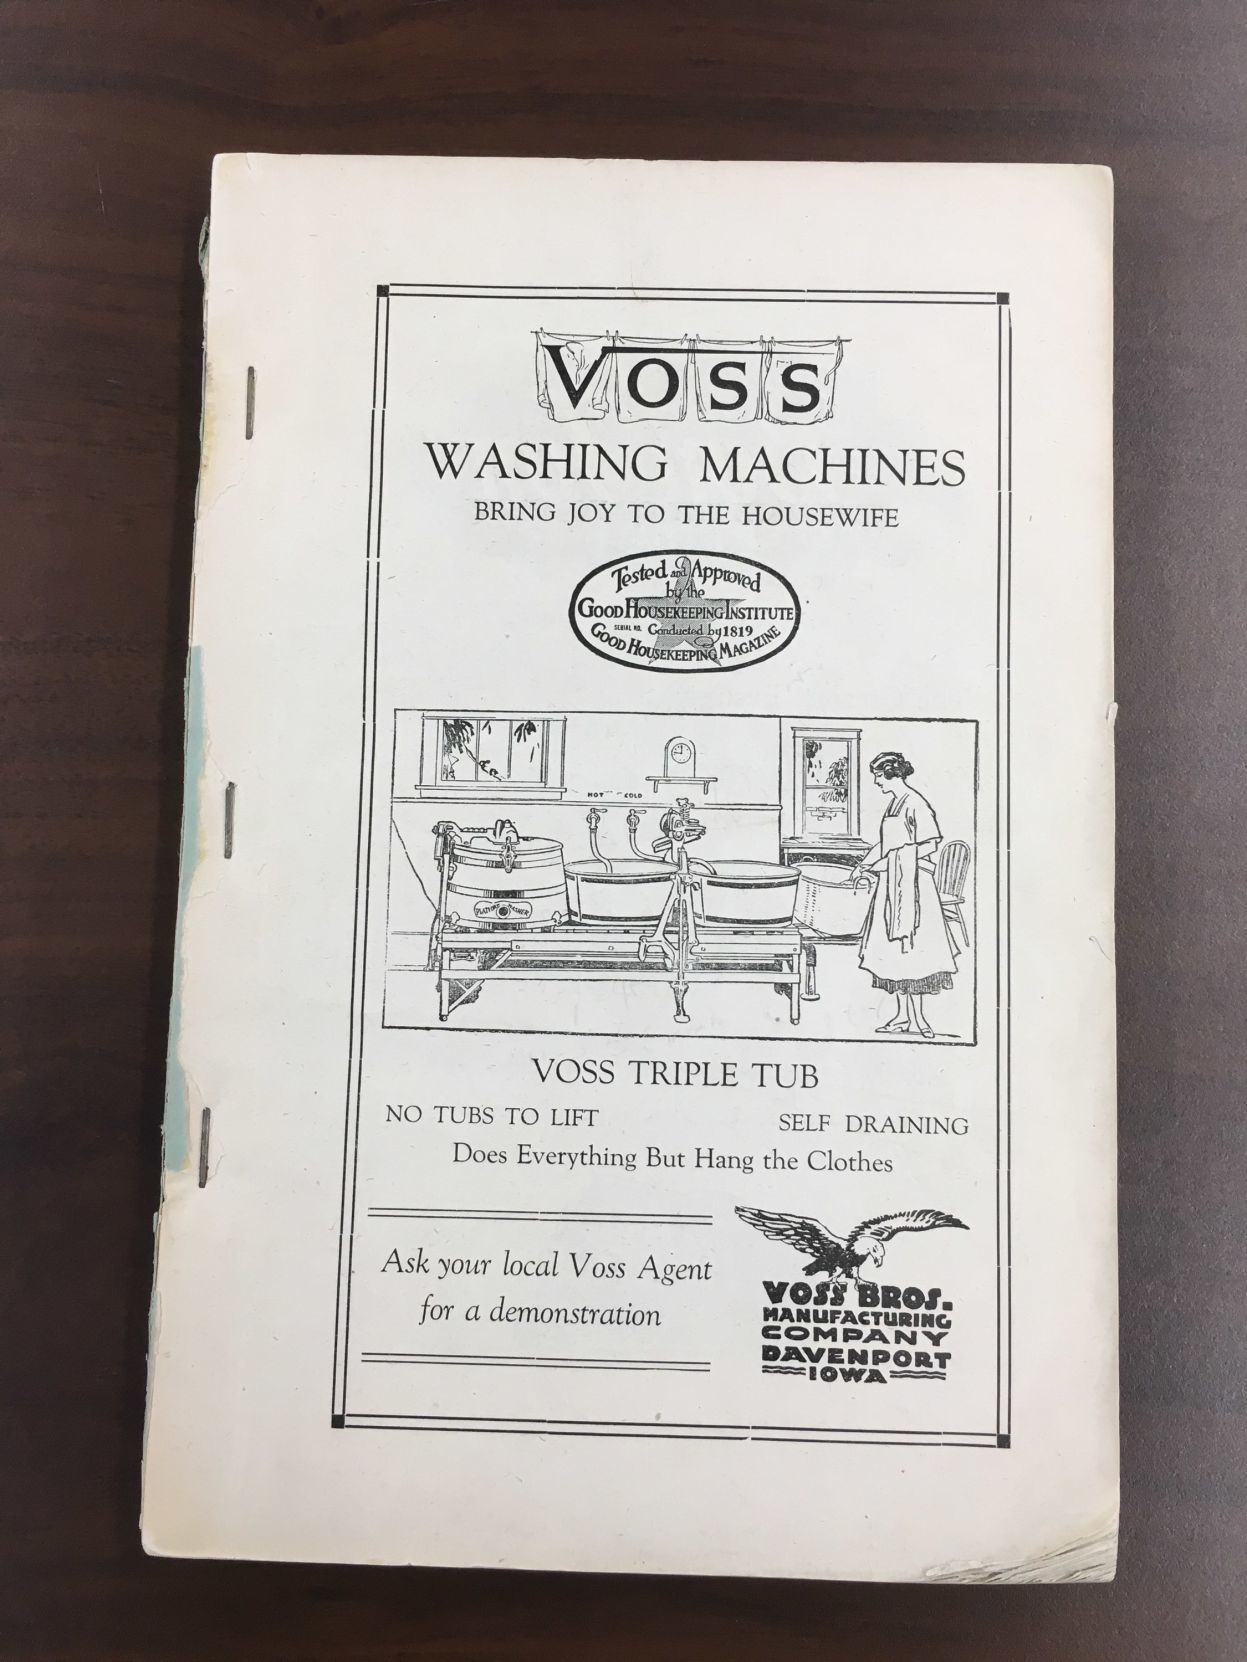 VOSS
WASHING MACHINES
BRING JOY TO THE HOUSEWIFE
Tested and Approved
by the
GOOD HOUSEKEEPING INSTITUTE
SERIAL NO. Conducted by 1819
GOOD HOUSEKEEPING MAGAZINE
HOT COLD
PLATFORM WASHER
VOSS TRIPLE TUB
NO TUBS TO LIFT SELF DRAINING
Does Everything But Hang the Clothes
Ask your local Voss Agent
for a demonstration
VOSS BROS.
MANUFACTURING
COMPANY
DAVENPORT
IOWA